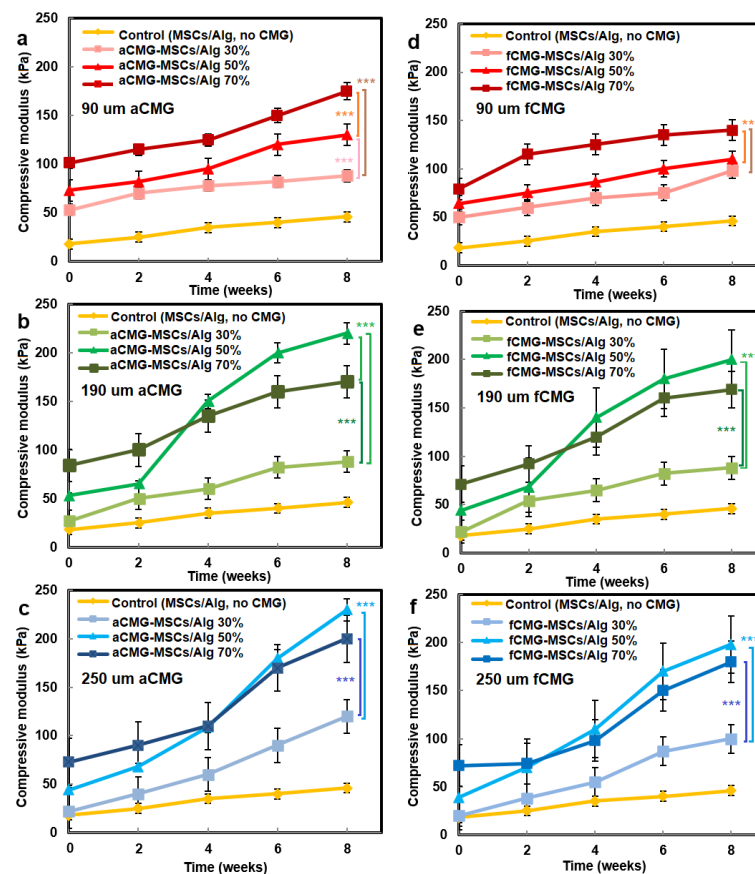 a
Control (MSCs/Alg, no CMG)
aCMG-MSCs/Alg 30%
aCMG-MSCs/Alg 50%
aCMG-MSCs/Alg 70%
90 um aCMG
***
***
***
Compressive modulus (kPa)
250
200
150
100
50
0
0 2 4 6 8
Time (weeks)
d
Control (MSCs/Alg, no CMG)
fCMG-MSCs/Alg 30%
fCMG-MSCs/Alg 50%
fCMG-MSCs/Alg 70%
90 um fCMG
Compressive modulus (kPa)
250
200
150
100
50
0
0 2 4 6 8
Time (weeks)
b
Control (MSCs/Alg, no CMG)
aCMG-MSCs/Alg 30%
aCMG-MSCs/Alg 50%
aCMG-MSCs/Alg 70%
190 um aCMG
***
***
Compressive modulus (kPa)
250
200
150
100
50
0
0 2 4 6 8
Time (weeks)
e
Control (MSCs/Alg, no CMG)
fCMG-MSCs/Alg 30%
fCMG-MSCs/Alg 50%
fCMG-MSCs/Alg 70%
190 um fCMG
***
Compressive modulus (kPa)
250
200
150
100
50
0
0 2 4 6 8
Time (weeks)
c
Control (MSCs/Alg, no CMG)
aCMG-MSCs/Alg 30%
aCMG-MSCs/Alg 50%
aCMG-MSCs/Alg 70%
250 um aCMG
***
***
Compressive modulus (kPa)
250
200
150
100
50
0
0 2 4 6 8
Time (weeks)
f
Control (MSCs/Alg, no CMG)
fCMG-MSCs/Alg 30%
fCMG-MSCs/Alg 50%
fCMG-MSCs/Alg 70%
250 um fCMG
***
Compressive modulus (kPa)
250
200
150
100
50
0
0 2 4 6 8
Time (weeks)